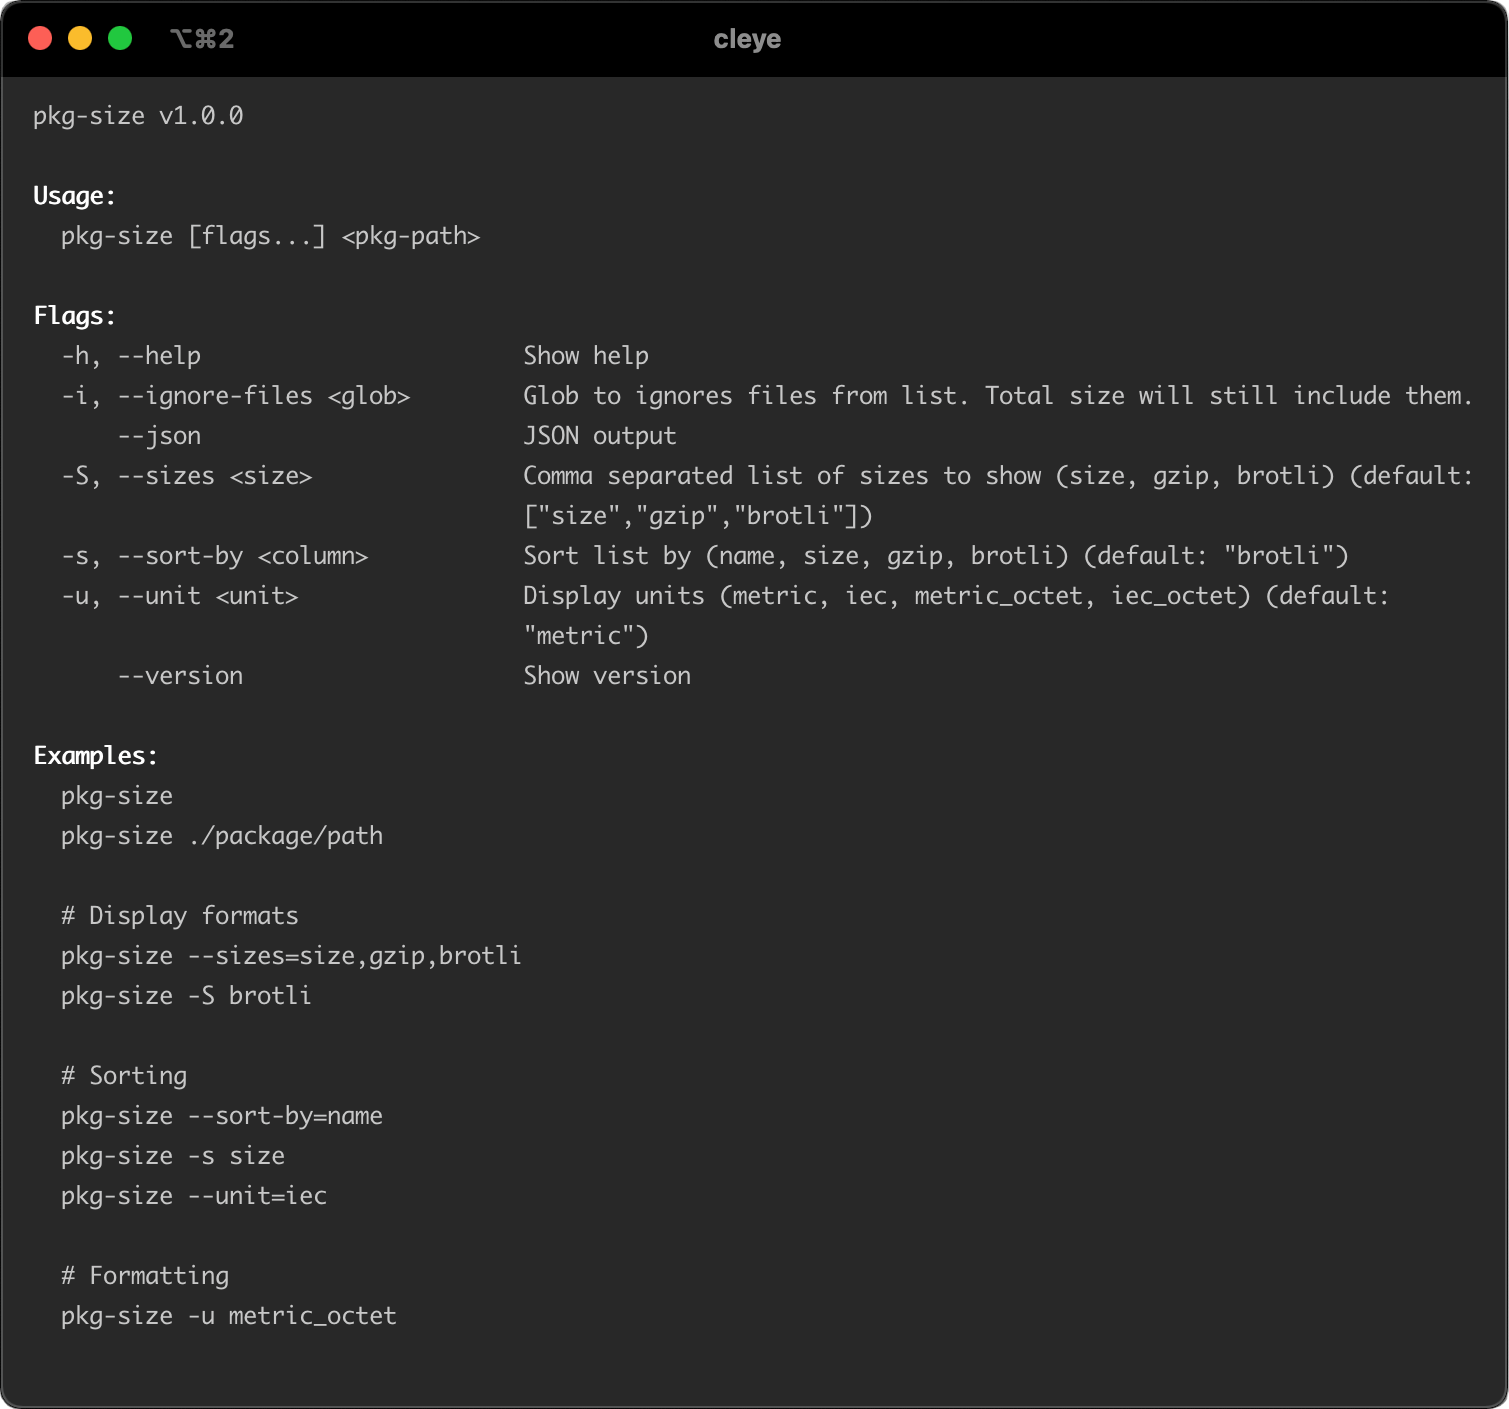 ⌥⌘2 cleye
pkg-size v1.0.0
Usage:
pkg-size [flags...] <pkg-path>
Flags:
-h, --help Show help
-i, --ignore-files <glob> Glob to ignores files from list. Total size will still include them.
--json JSON output
-S, --sizes <size> Comma separated list of sizes to show (size, gzip, brotli) (default:
["size","gzip","brotli"])
-s, --sort-by <column> Sort list by (name, size, gzip, brotli) (default: "brotli")
-u, --unit <unit> Display units (metric, iec, metric_octet, iec_octet) (default:
"metric")
--version Show version
Examples:
pkg-size
pkg-size ./package/path
# Display formats
pkg-size --sizes=size,gzip,brotli
pkg-size -S brotli
# Sorting
pkg-size --sort-by=name
pkg-size -s size
pkg-size --unit=iec
# Formatting
pkg-size -u metric_octet